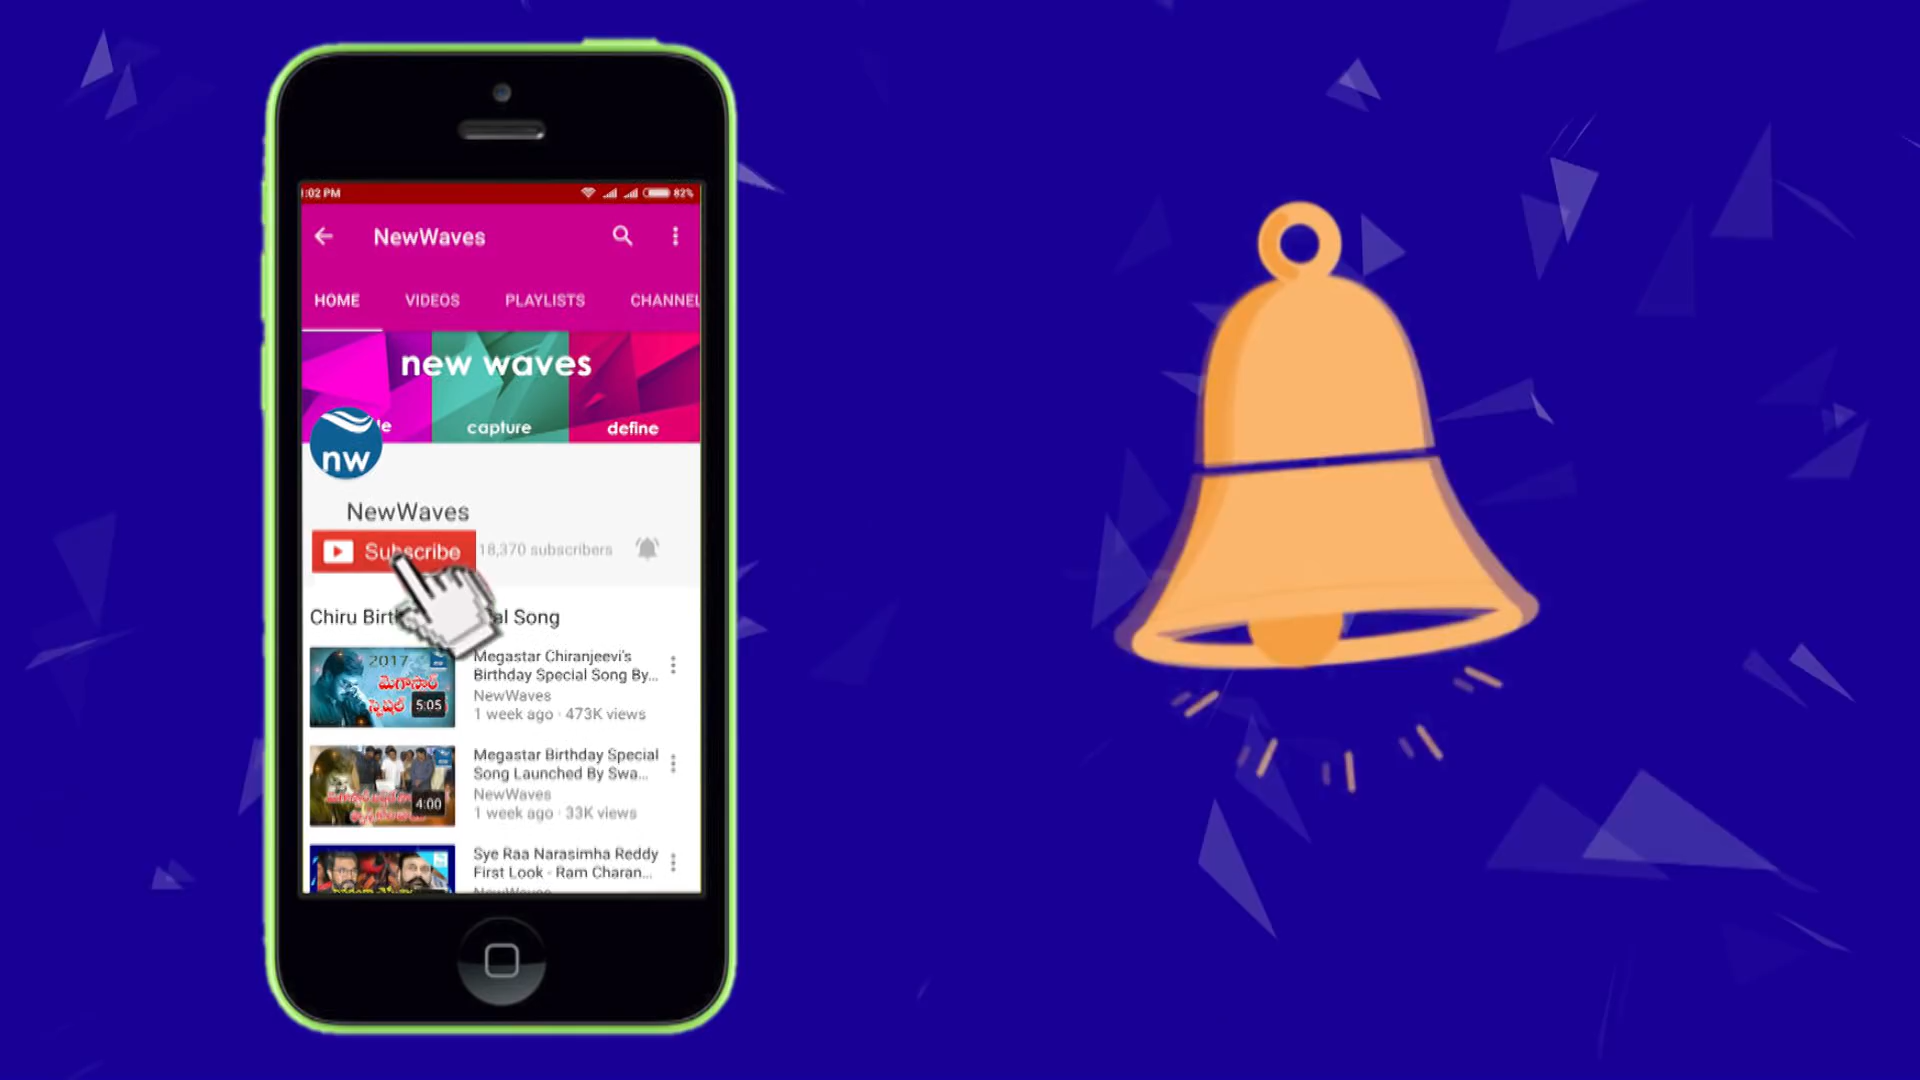 :02 PM 82%
NewWaves
HOME VIDEOS PLAYLISTS CHANNEL
new waves
capture define
nw
NewWaves
Subscribe 18,370 subscribers
Chiru Birt al Song
2017
మెగాస్టార్
స్పెషల్
5:05
Megastar Chiranjeevi's
Birthday Special Song By...
NewWaves
1 week ago · 473K views
4:00
Megastar Birthday Special
Song Launched By Swa...
NewWaves
1 week ago · 33K views
Sye Raa Narasimha Reddy
First Look - Ram Charan...
NewWaves